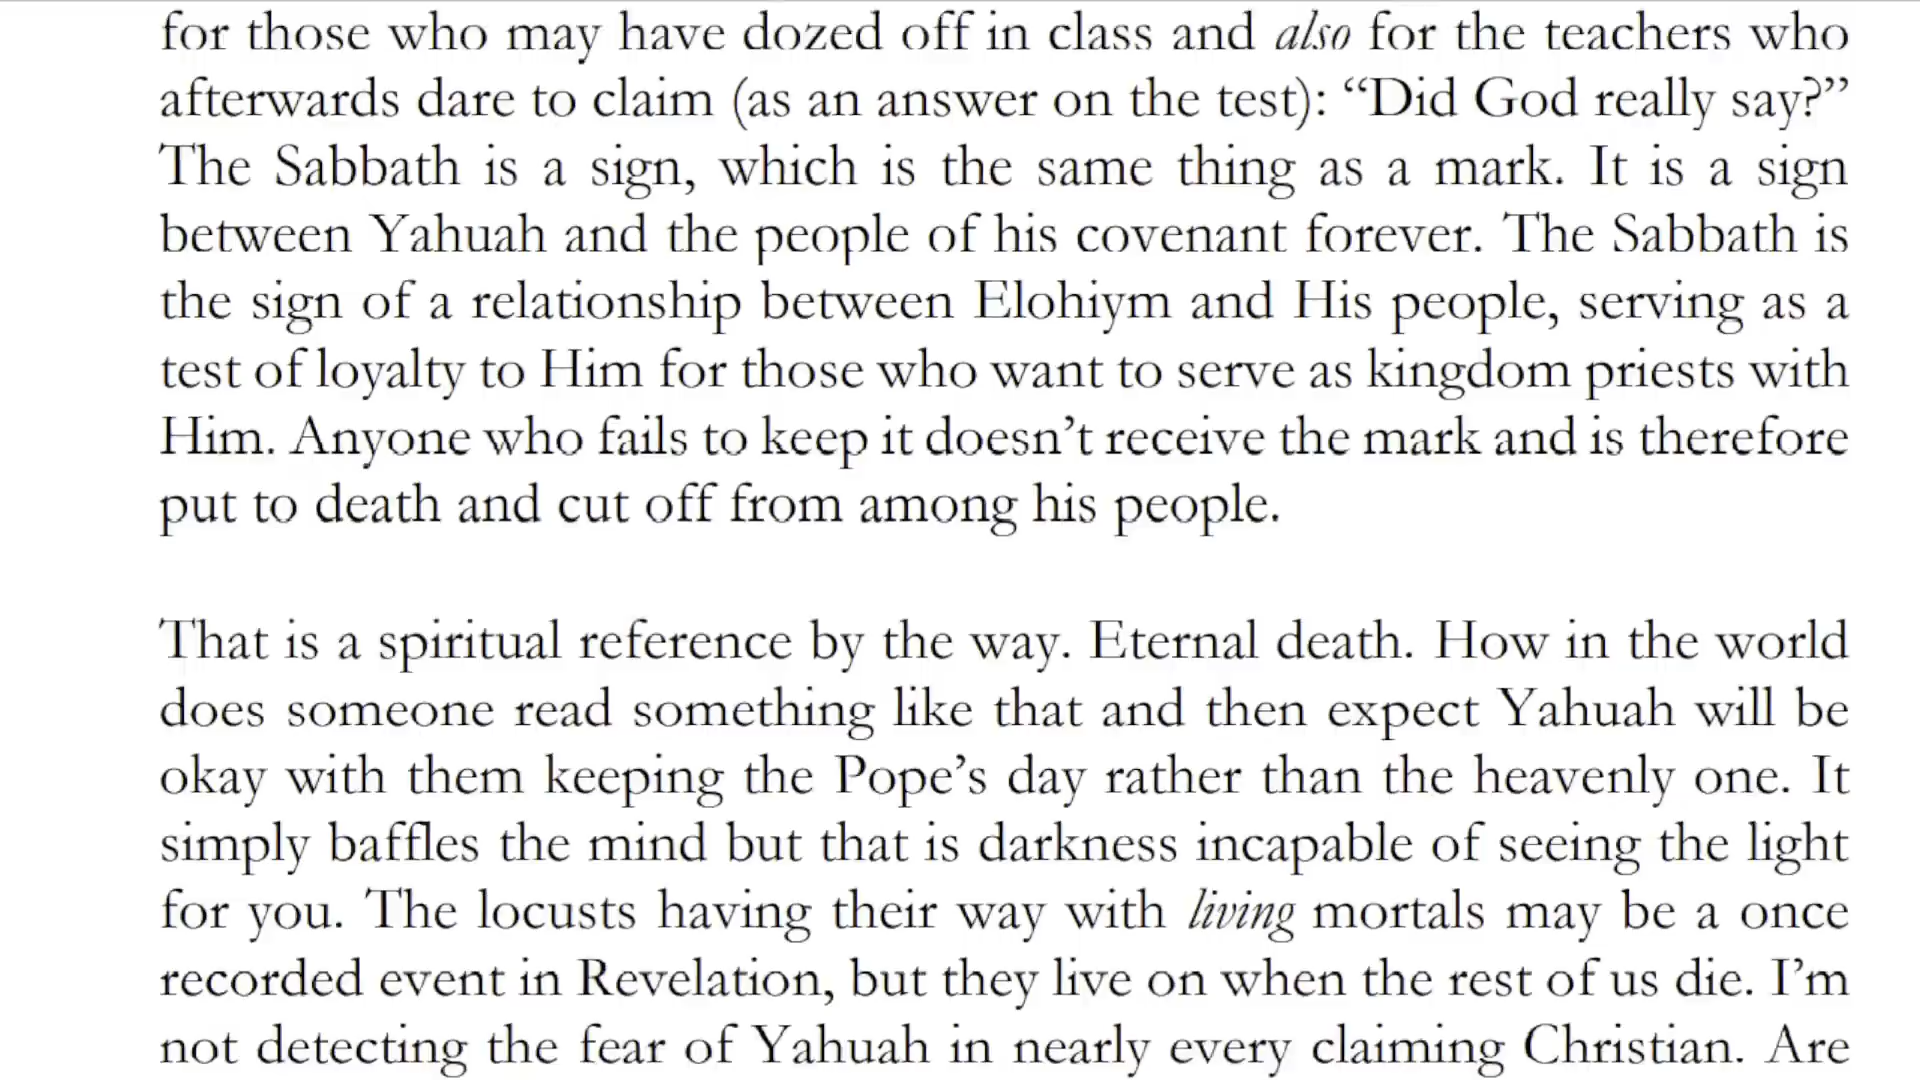 for those who may have dozed off in class and also for the teachers who
afterwards dare to claim (as an answer on the test): “Did God really say?”
The Sabbath is a sign, which is the same thing as a mark. It is a sign
between Yahuah and the people of his covenant forever. The Sabbath is
the sign of a relationship between Elohiym and His people, serving as a
test of loyalty to Him for those who want to serve as kingdom priests with
Him. Anyone who fails to keep it doesn’t receive the mark and is therefore
put to death and cut off from among his people.
That is a spiritual reference by the way. Eternal death. How in the world
does someone read something like that and then expect Yahuah will be
okay with them keeping the Pope’s day rather than the heavenly one. It
simply baffles the mind but that is darkness incapable of seeing the light
for you. The locusts having their way with living mortals may be a once
recorded event in Revelation, but they live on when the rest of us die. I’m
not detecting the fear of Yahuah in nearly every claiming Christian. Are